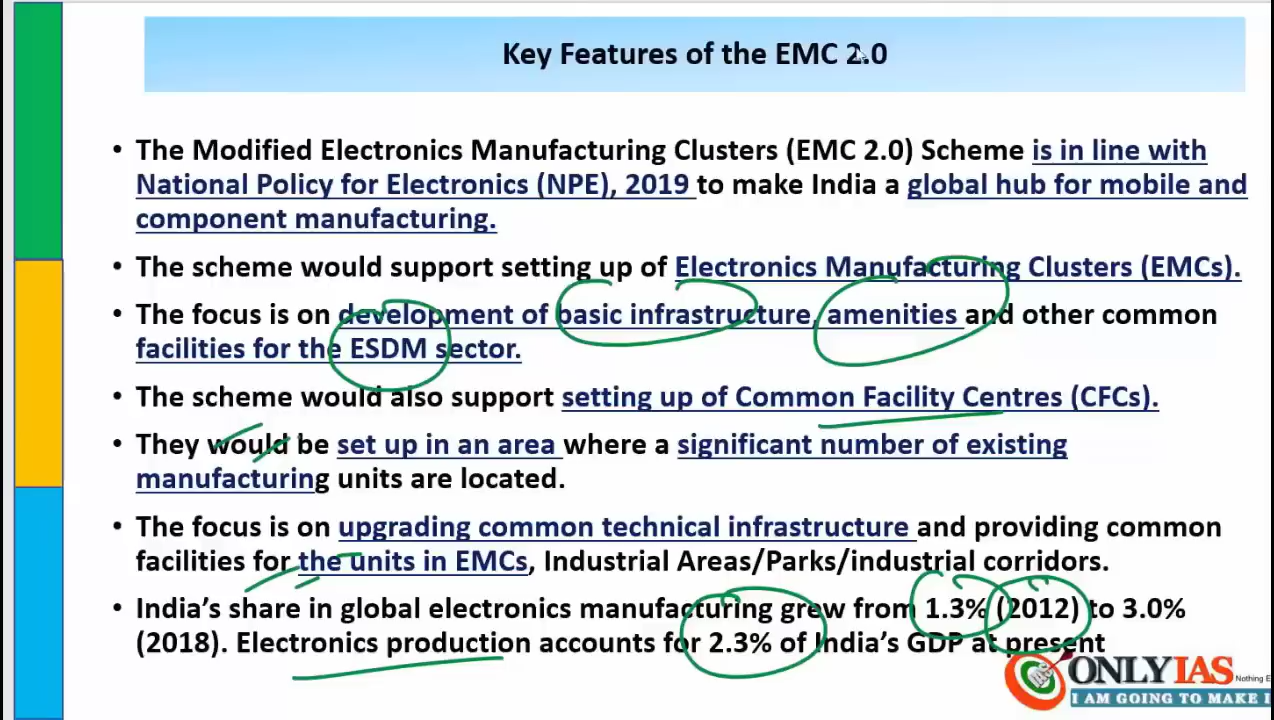 Key Features of the EMC 2.0
• The Modified Electronics Manufacturing Clusters (EMC 2.0) Scheme is in line with
National Policy for Electronics (NPE), 2019 to make India a global hub for mobile and
component manufacturing.
• The scheme would support setting up of Electronics Manufacturing Clusters (EMCs).
• The focus is on development of basic infrastructure, amenities and other common
facilities for the ESDM sector.
• The scheme would also support setting up of Common Facility Centres (CFCs).
• They would be set up in an area where a significant number of existing
manufacturing units are located.
• The focus is on upgrading common technical infrastructure and providing common
facilities for the units in EMCs, Industrial Areas/Parks/industrial corridors.
• India's share in global electronics manufacturing grew from 1.3% (2012) to 3.0%
(2018). Electronics production accounts for 2.3% of India's GDP at present
ONLYIAS Nothing E
I AM GOING TO MAKE I